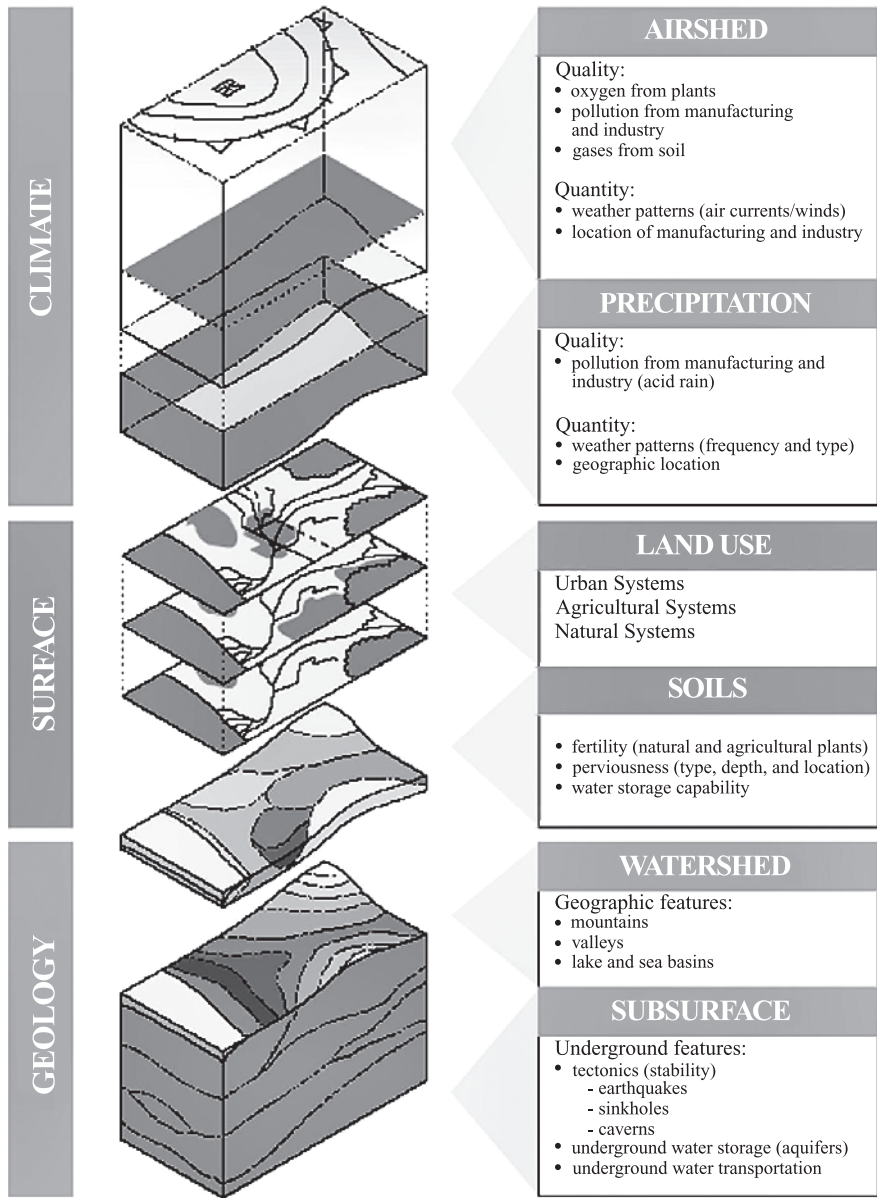 CLIMATE
AIRSHED
Quality:
• oxygen from plants
• pollution from manufacturing
and industry
• gases from soil
Quantity:
• weather patterns (air currents/winds)
• location of manufacturing and industry
PRECIPITATION
Quality:
• pollution from manufacturing and
industry (acid rain)
Quantity:
• weather patterns (frequency and type)
• geographic location
SURFACE
LAND USE
Urban Systems
Agricultural Systems
Natural Systems
SOILS
• fertility (natural and agricultural plants)
• perviousness (type, depth, and location)
• water storage capability
GEOLOGY
WATERSHED
Geographic features:
• mountains
• valleys
• lake and sea basins
SUBSURFACE
Underground features:
• tectonics (stability)
- earthquakes
- sinkholes
- caverns
• underground water storage (aquifers)
• underground water transportation